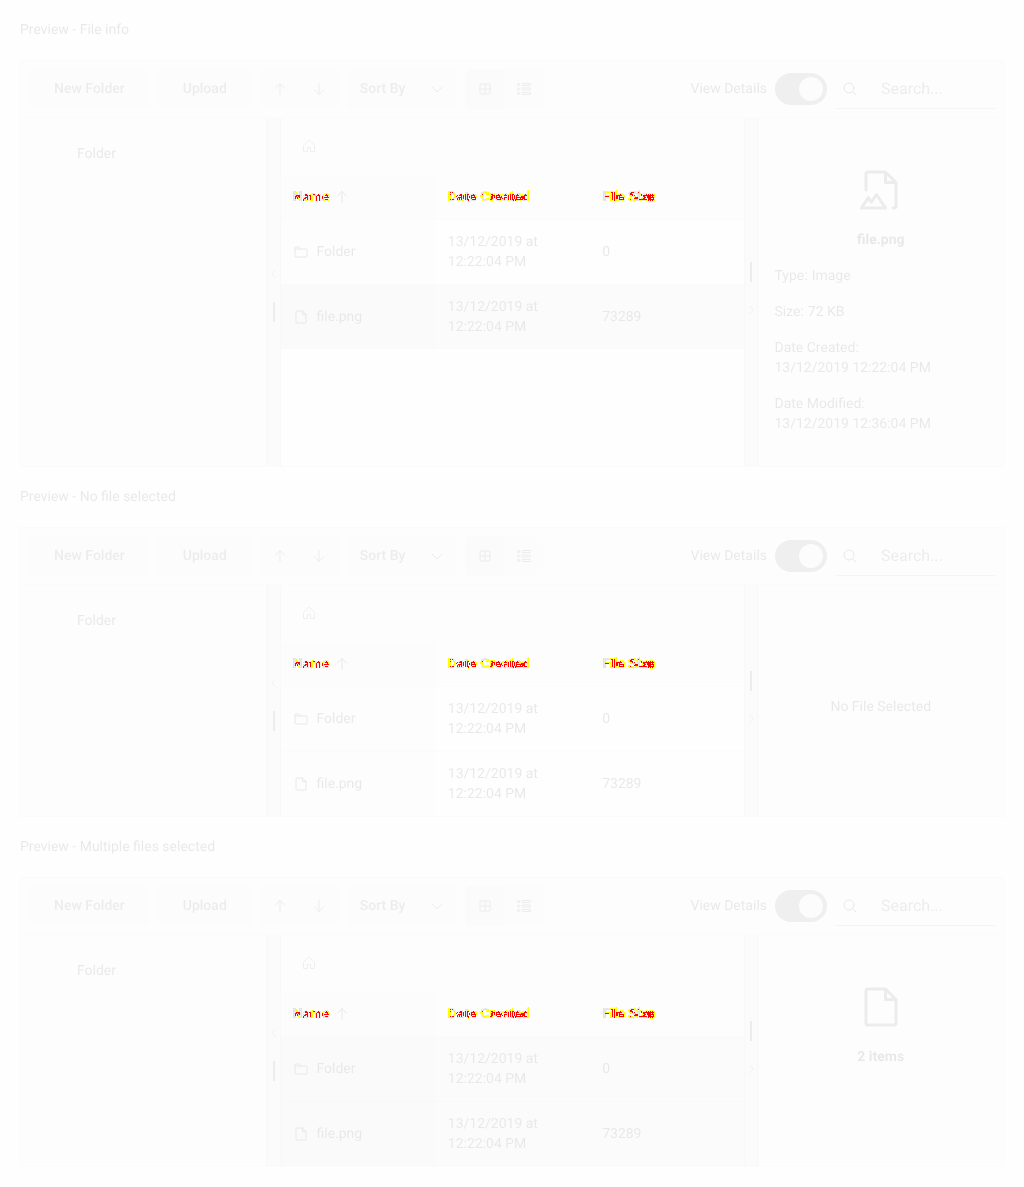 Preview - File info
New Folder Upload Sort By View Details Search...
Folder
Name Date Created File Size
Folder 13/12/2019 at 12:22:04 PM 0
file.png 13/12/2019 at 12:22:04 PM 73289
file.png
Type: Image
Size: 72 KB
Date Created:
13/12/2019 12:22:04 PM
Date Modified:
13/12/2019 12:36:04 PM
Preview - No file selected
New Folder Upload Sort By View Details Search...
Folder
Name Date Created File Size
Folder 13/12/2019 at 12:22:04 PM 0
file.png 13/12/2019 at 12:22:04 PM 73289
No File Selected
Preview - Multiple files selected
New Folder Upload Sort By View Details Search...
Folder
Name Date Created File Size
Folder 13/12/2019 at 12:22:04 PM 0
file.png 13/12/2019 at 12:22:04 PM 73289
2 items